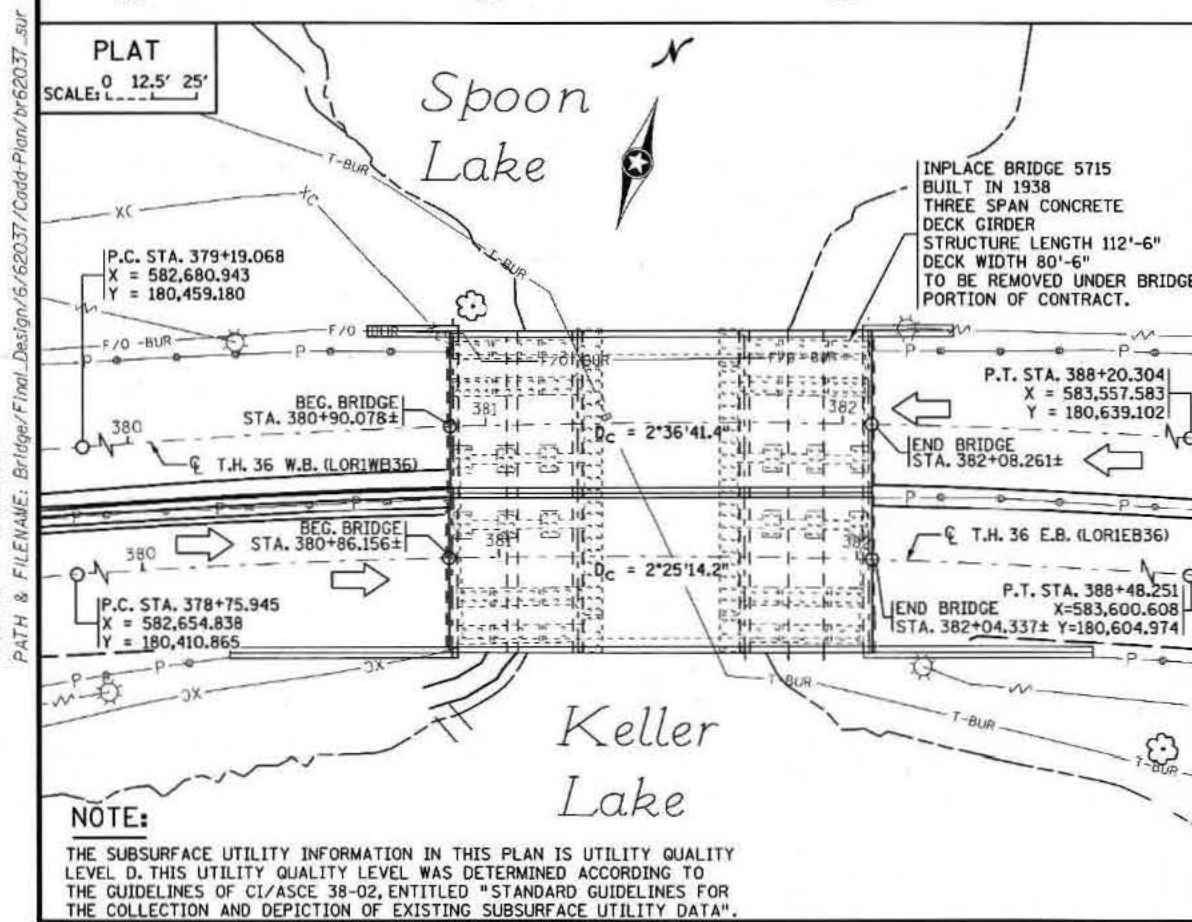 PATH & FILENAME: Bridge/Final_Design/6/62037/Cadd-Plan/br62037_sur
PLAT
SCALE: 0 12.5' 25'
N
Spoon
Lake
T-BUR
XC
XC
T-BUR
INPLACE BRIDGE 5715
BUILT IN 1938
THREE SPAN CONCRETE
DECK GIRDER
STRUCTURE LENGTH 112'-6"
DECK WIDTH 80'-6"
TO BE REMOVED UNDER BRIDGE
PORTION OF CONTRACT.
P.C. STA. 379+19.068
X = 582,680.943
Y = 180,459.180
F/O -BUR
F/O -BUR
P
P
P
P
P
P.T. STA. 388+20.304
X = 583,557.583
Y = 180,639.102
BEG. BRIDGE
STA. 380+90.078±
380
381
382
DC = 2°36'41.4"
END BRIDGE
STA. 382+08.261±
℄ T.H. 36 W.B. (LOR1WB36)
P
P
P
P
BEG. BRIDGE
STA. 380+86.156±
380
381
382
DC = 2°25'14.2"
℄ T.H. 36 E.B. (LOR1EB36)
P.C. STA. 378+75.945
X = 582,654.838
Y = 180,410.865
END BRIDGE
STA. 382+04.337±
P.T. STA. 388+48.251
X=583,600.608
Y=180,604.974
P
P
P
XC
T-BUR
T-BUR
T-BUR
Keller
Lake
NOTE:
THE SUBSURFACE UTILITY INFORMATION IN THIS PLAN IS UTILITY QUALITY
LEVEL D. THIS UTILITY QUALITY LEVEL WAS DETERMINED ACCORDING TO
THE GUIDELINES OF CI/ASCE 38-02, ENTITLED "STANDARD GUIDELINES FOR
THE COLLECTION AND DEPICTION OF EXISTING SUBSURFACE UTILITY DATA".